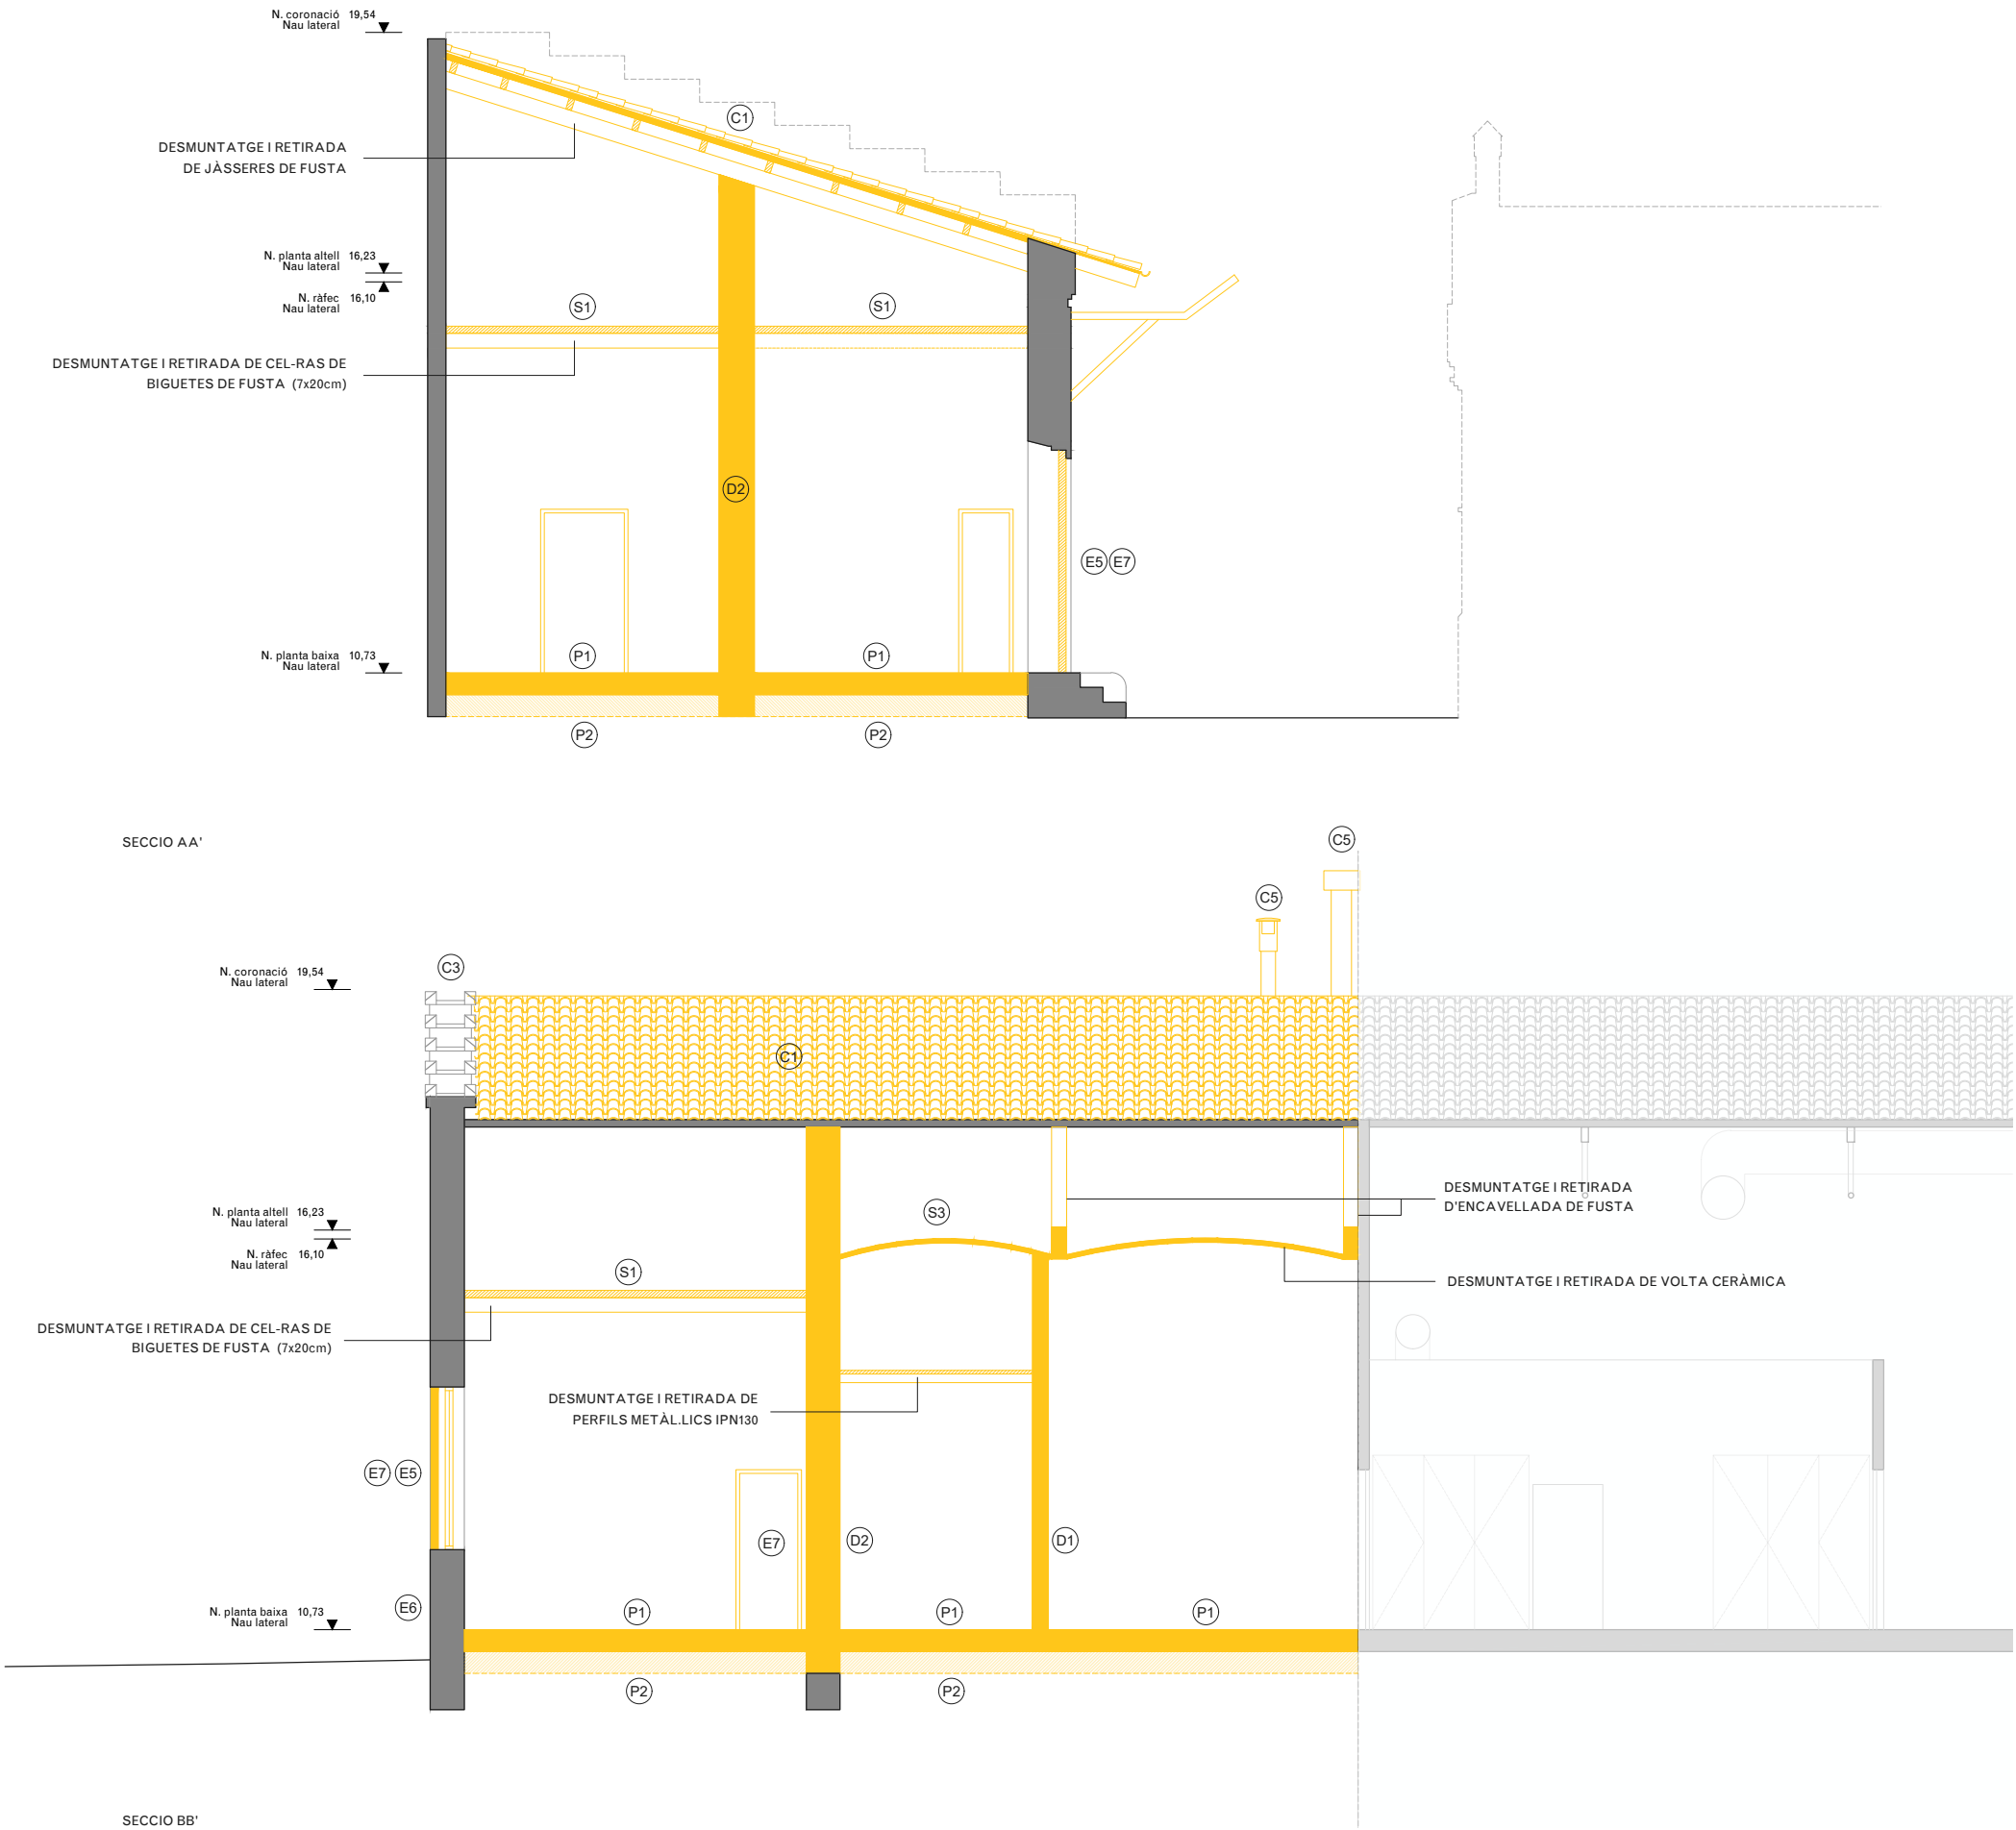 N. coronació 19,54
Nau lateral
C1
DESMUNTATGE I RETIRADA
DE JÀSSERES DE FUSTA
N. planta altell 16,23
Nau lateral
N. ràfec 16,10
Nau lateral
S1 S1
DESMUNTATGE I RETIRADA DE CEL-RAS DE
BIGUETES DE FUSTA (7x20cm)
D2
E5 E7
N. planta baixa 10,73
Nau lateral
P1 P1
P2 P2
SECCIO AA'
C5
C5
C3
N. coronació 19,54
Nau lateral
C1
DESMUNTATGE I RETIRADA
D'ENCAVELLADA DE FUSTA
N. planta altell 16,23
Nau lateral
S3
N. ràfec 16,10
Nau lateral
S1
DESMUNTATGE I RETIRADA DE VOLTA CERÀMICA
DESMUNTATGE I RETIRADA DE CEL-RAS DE
BIGUETES DE FUSTA (7x20cm)
DESMUNTATGE I RETIRADA DE
PERFILS METÀL.LICS IPN130
E7 E5
E7 D2 D1
E6
N. planta baixa 10,73
Nau lateral
P1 P1 P1
P2 P2
SECCIO BB'